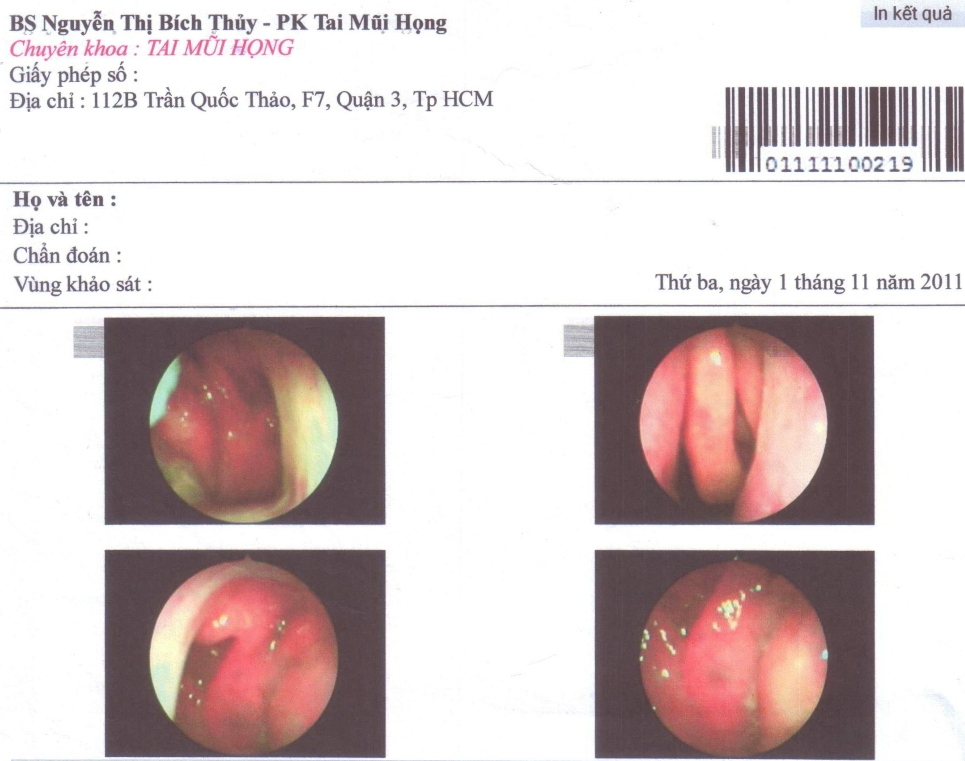 In kết quả
BS Nguyễn Thị Bích Thủy - PK Tai Mũi Họng
Chuyên khoa : TAI MŨI HỌNG
Giấy phép số :
Địa chỉ : 112B Trần Quốc Thảo, F7, Quận 3, Tp HCM
01111100219
Họ và tên :
Địa chỉ :
Chẩn đoán :
Vùng khảo sát :
Thứ ba, ngày 1 tháng 11 năm 2011